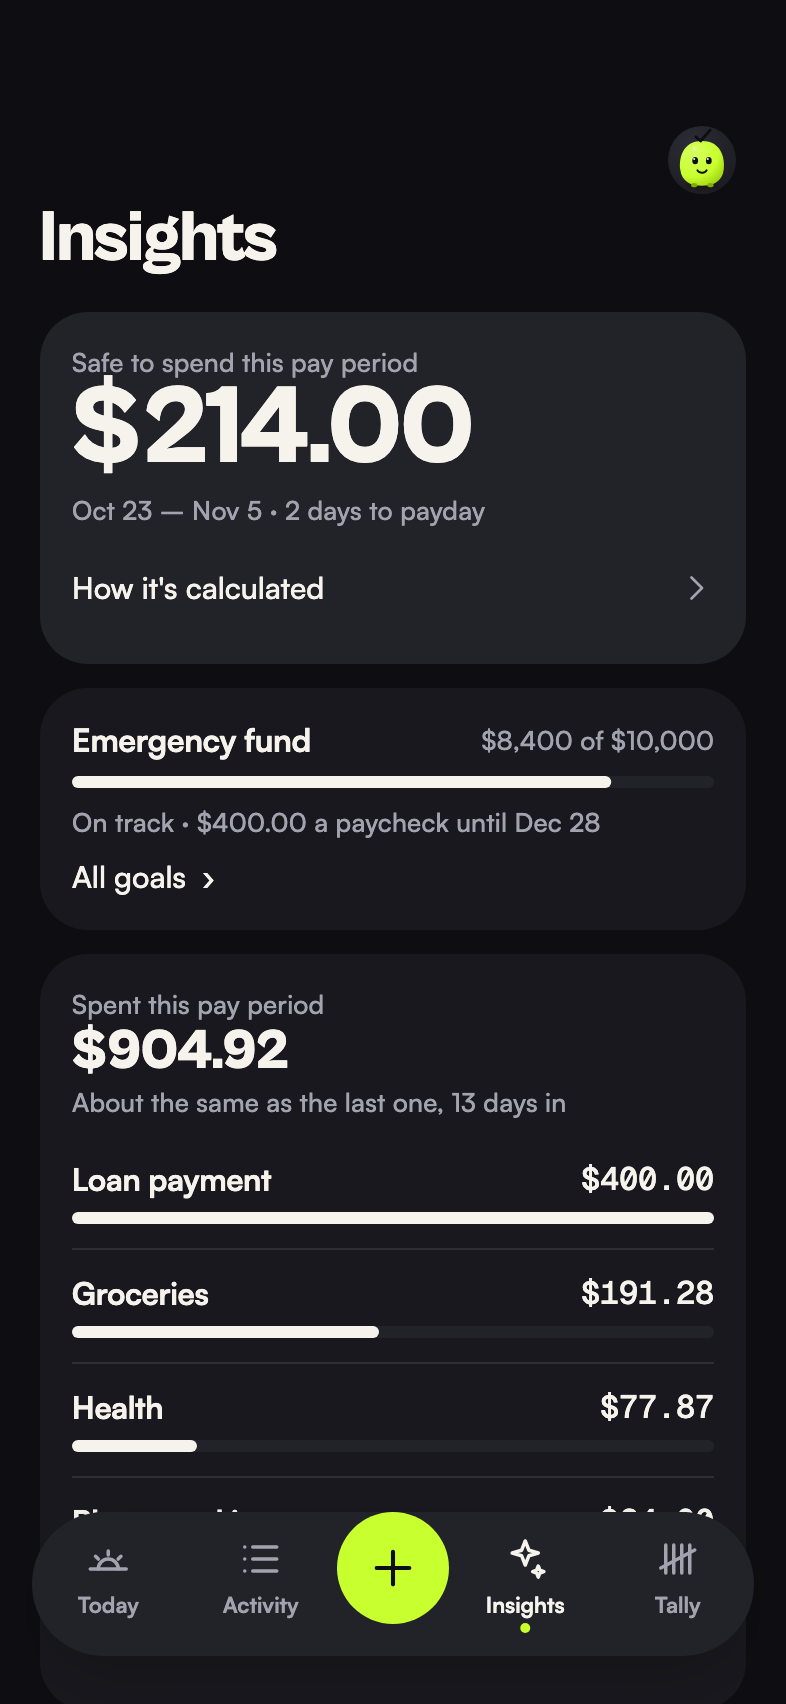 Insights
Safe to spend this pay period
$214.00
Oct 23 — Nov 5 · 2 days to payday
How it's calculated
Emergency fund $8,400 of $10,000
On track · $400.00 a paycheck until Dec 28
All goals ›
Spent this pay period
$904.92
About the same as the last one, 13 days in
Loan payment $400.00
Groceries $191.28
Health $77.87
Today Activity Insights Tally